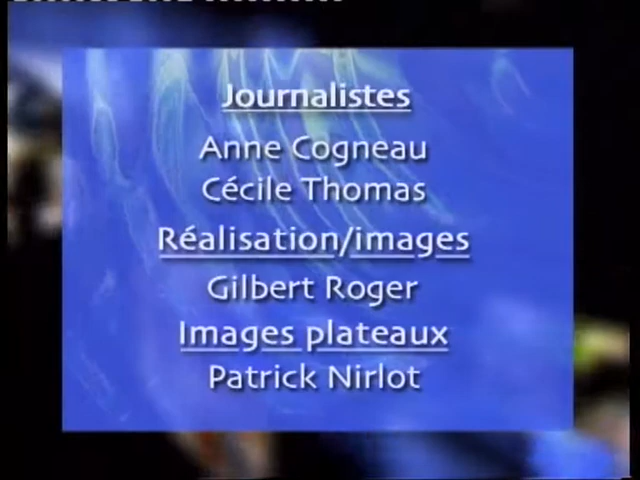 Journalistes
Anne Cogneau
Cécile Thomas
Réalisation/images
Gilbert Roger
Images plateaux
Patrick Nirlot